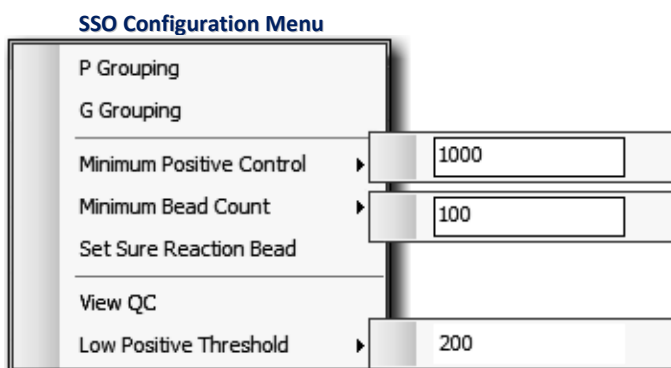 SSO Configuration Menu
P Grouping
G Grouping
Minimum Positive Control 1000
Minimum Bead Count 100
Set Sure Reaction Bead
View QC
Low Positive Threshold 200